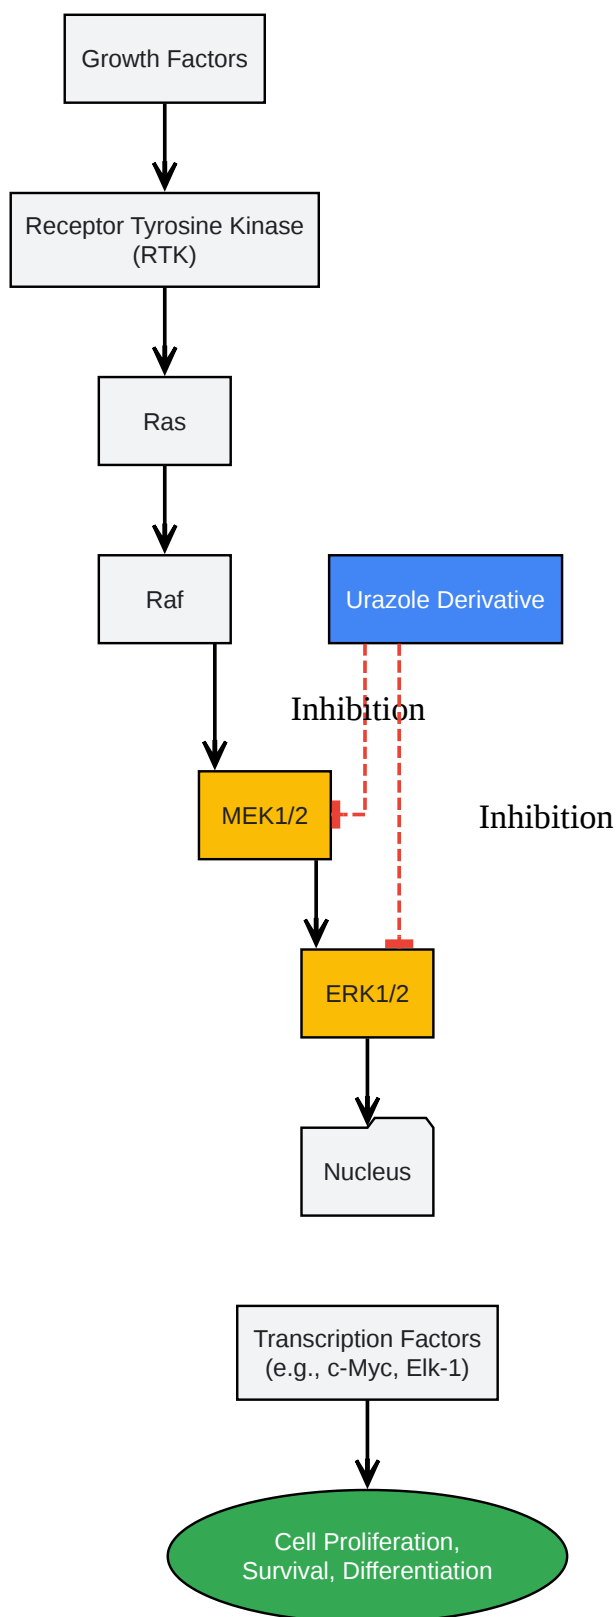 Growth Factors
Receptor Tyrosine Kinase
(RTK)
Ras
Raf
Urazole Derivative
Inhibition
MEK1/2
Inhibition
ERK1/2
Nucleus
Transcription Factors
(e.g., c-Myc, Elk-1)
Cell Proliferation,
Survival, Differentiation